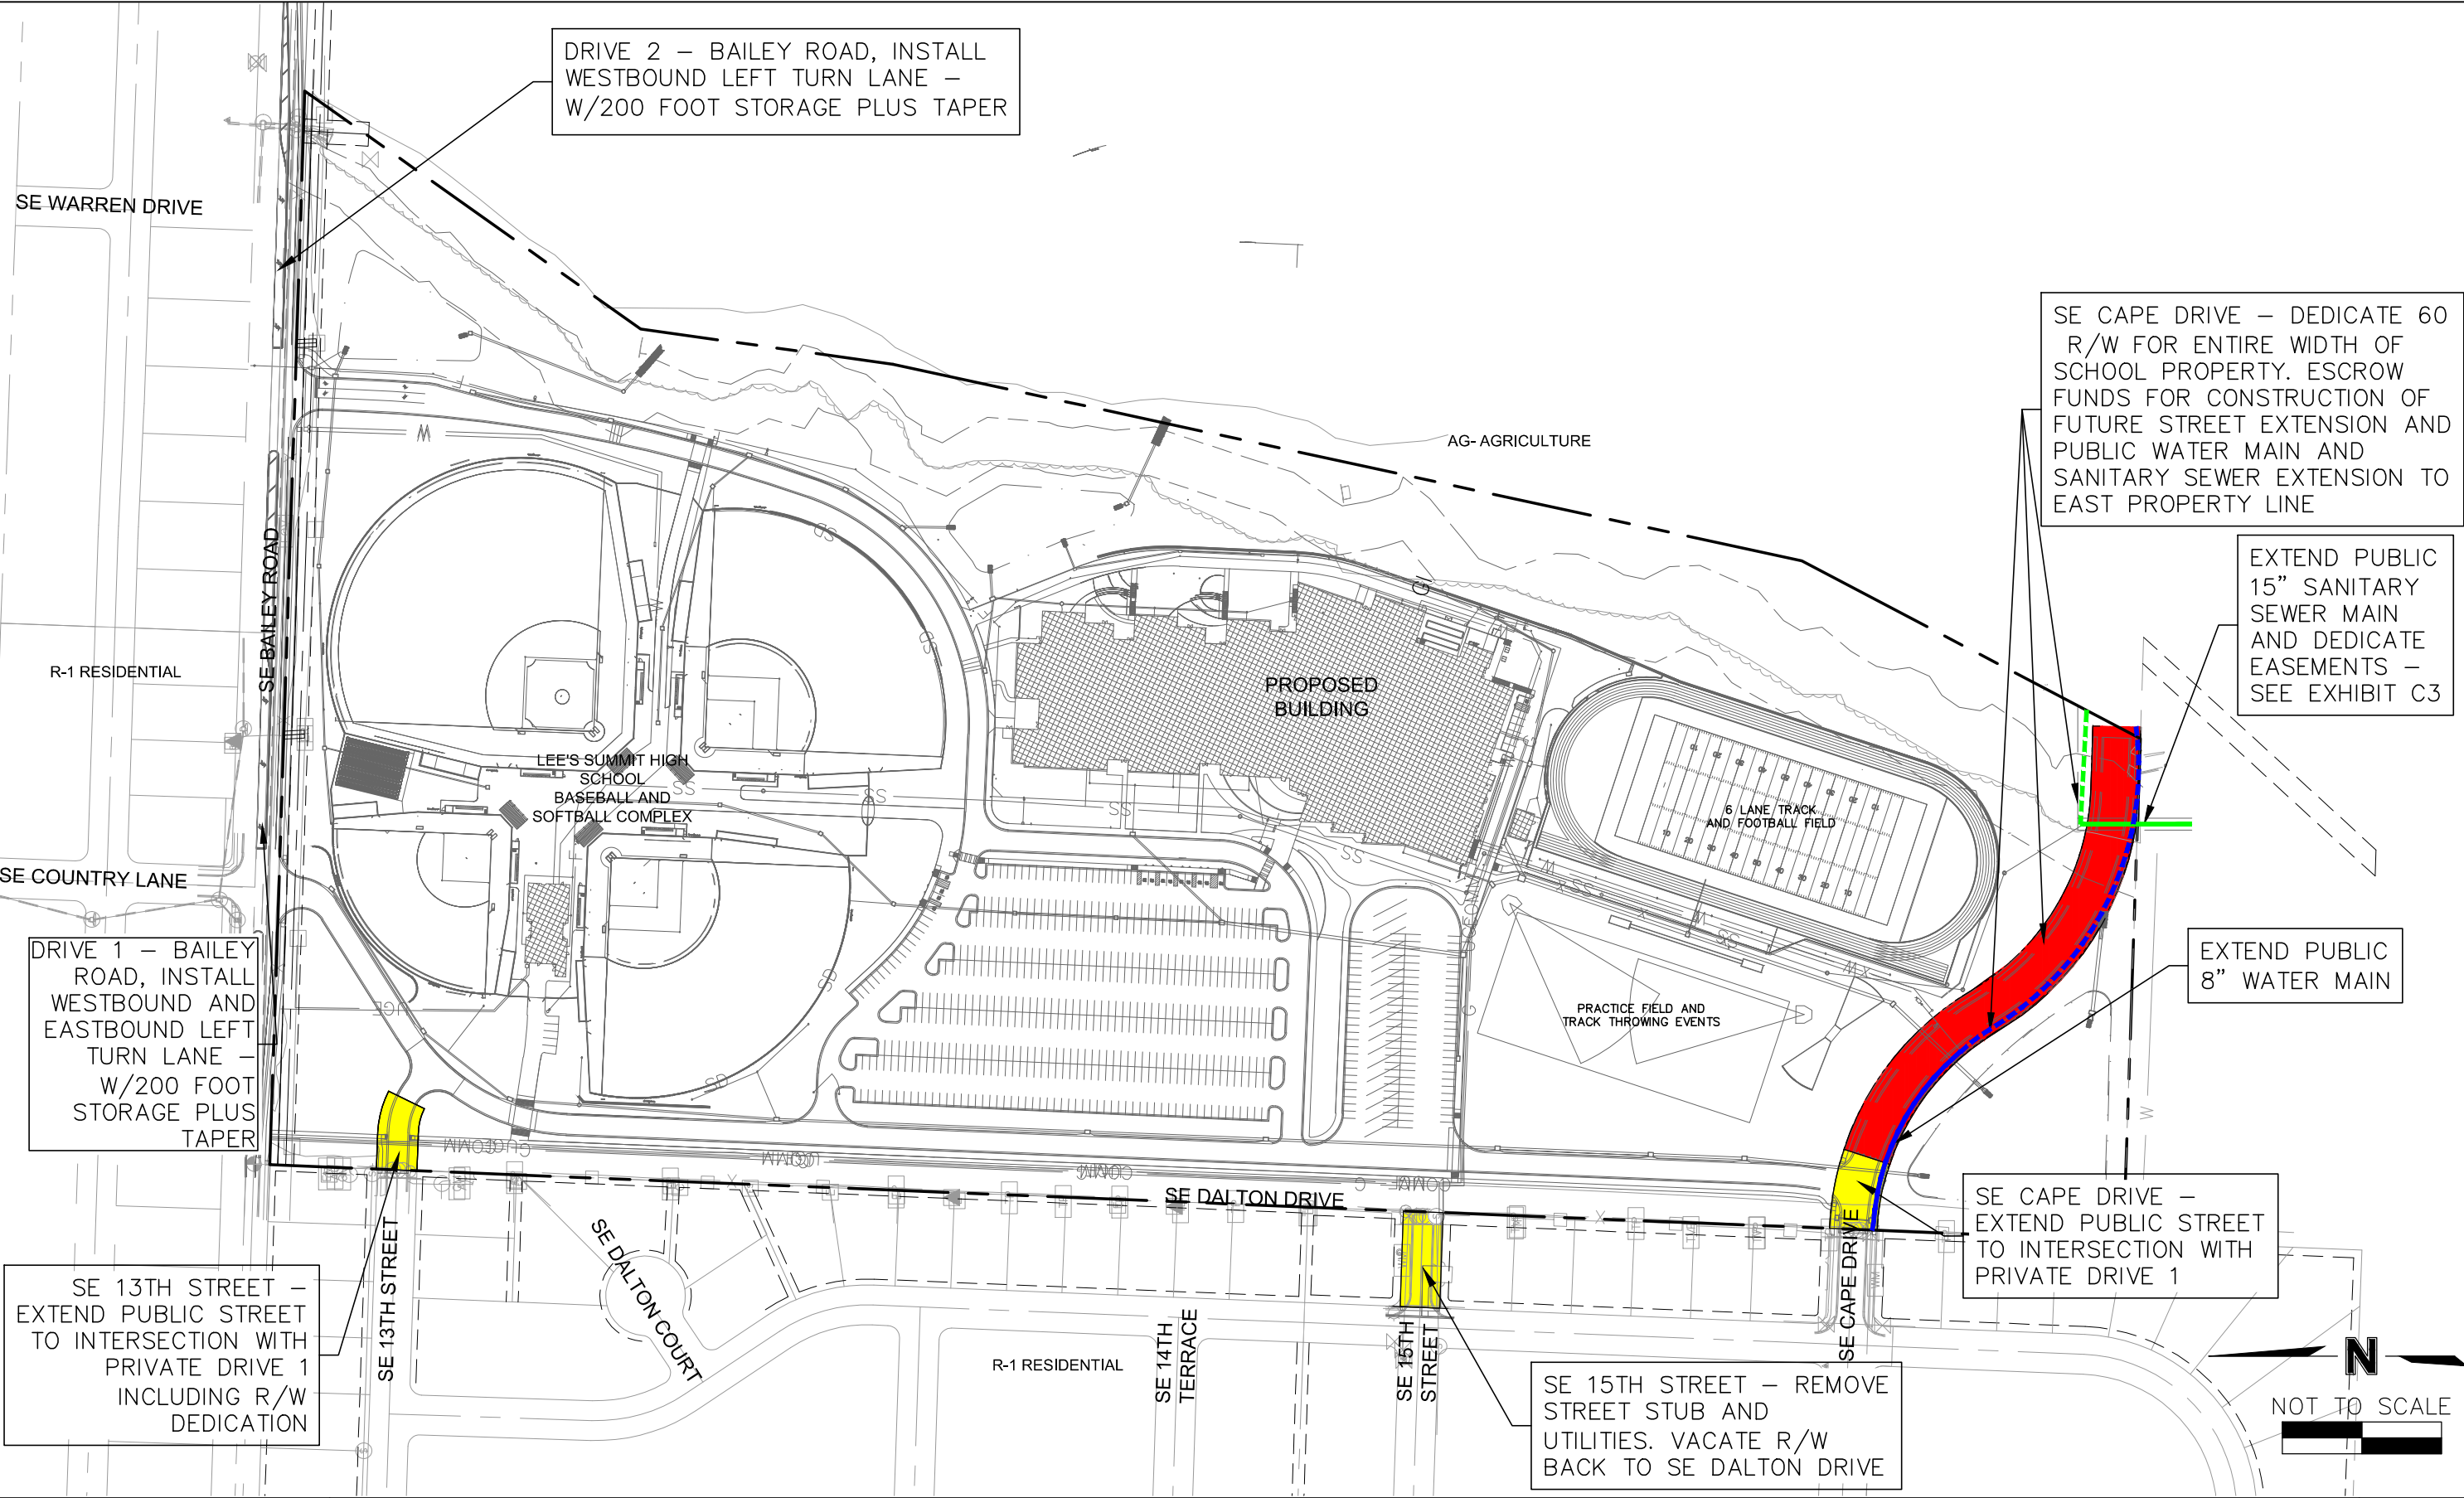 DRIVE 2 – BAILEY ROAD, INSTALL
WESTBOUND LEFT TURN LANE –
W/200 FOOT STORAGE PLUS TAPER
SE WARREN DRIVE
SE CAPE DRIVE – DEDICATE 60
R/W FOR ENTIRE WIDTH OF
SCHOOL PROPERTY. ESCROW
FUNDS FOR CONSTRUCTION OF
FUTURE STREET EXTENSION AND
PUBLIC WATER MAIN AND
SANITARY SEWER EXTENSION TO
EAST PROPERTY LINE
AG- AGRICULTURE
EXTEND PUBLIC
15" SANITARY
SEWER MAIN
AND DEDICATE
EASEMENTS –
SEE EXHIBIT C3
SE BAILEY ROAD
R-1 RESIDENTIAL
PROPOSED
BUILDING
LEE'S SUMMIT HIGH
SCHOOL
BASEBALL AND
SOFTBALL COMPLEX
6 LANE TRACK
AND FOOTBALL FIELD
SE COUNTRY LANE
DRIVE 1 – BAILEY
ROAD, INSTALL
WESTBOUND AND
EASTBOUND LEFT
TURN LANE –
W/200 FOOT
STORAGE PLUS
TAPER
EXTEND PUBLIC
8" WATER MAIN
PRACTICE FIELD AND
TRACK THROWING EVENTS
SE DALTON DRIVE
SE CAPE DRIVE –
EXTEND PUBLIC STREET
TO INTERSECTION WITH
PRIVATE DRIVE 1
SE 13TH STREET –
EXTEND PUBLIC STREET
TO INTERSECTION WITH
PRIVATE DRIVE 1
INCLUDING R/W
DEDICATION
SE 13TH STREET
SE DALTON COURT
R-1 RESIDENTIAL
SE 14TH
TERRACE
SE 15TH
STREET
SE CAPE DRIVE
SE 15TH STREET – REMOVE
STREET STUB AND
UTILITIES. VACATE R/W
BACK TO SE DALTON DRIVE
N
NOT TO SCALE